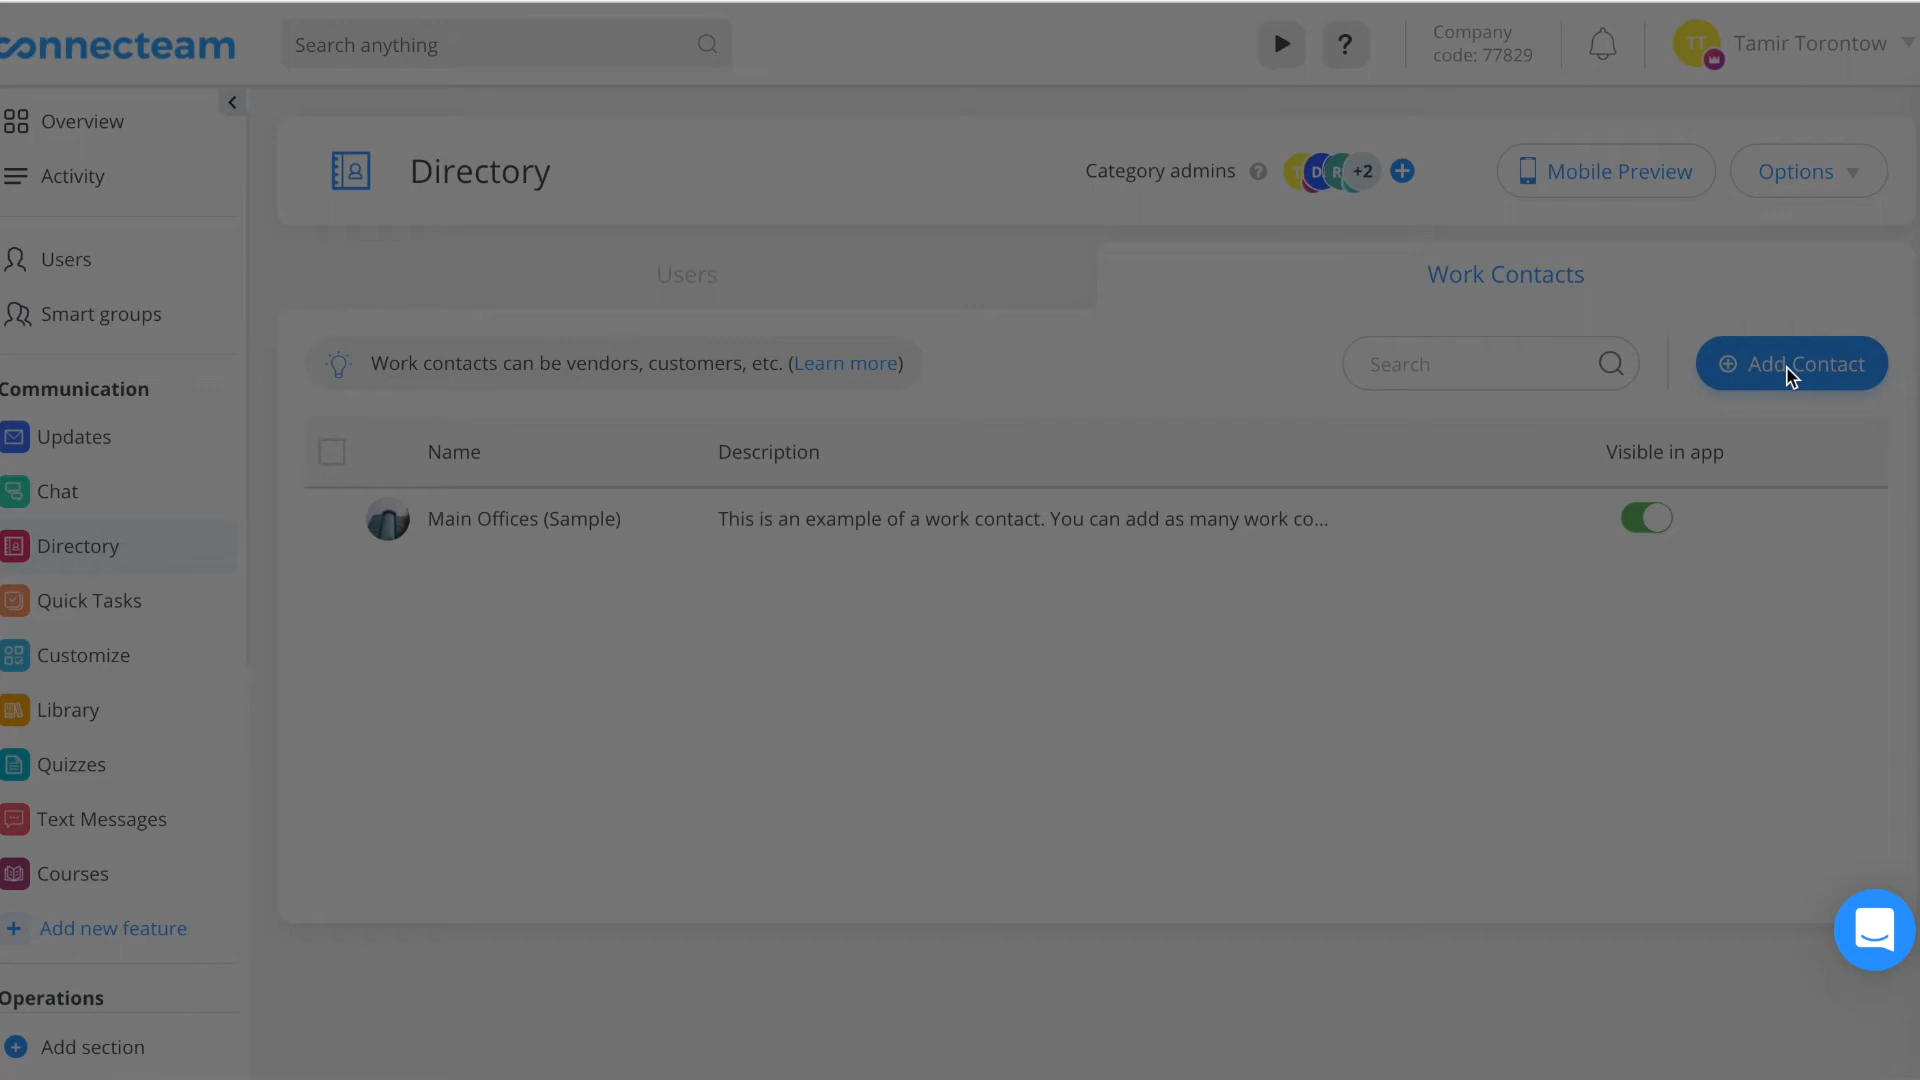 connecteam
Search anything
?
Company
code: 77829
TT
Tamir Torontow
Overview
Activity
Users
Smart groups
Communication
Updates
Chat
Directory
Quick Tasks
Customize
Library
Quizzes
Text Messages
Courses
+ Add new feature
Operations
Add section
Directory
Category admins ? T D R +2
Mobile Preview
Options
Users
Work Contacts
Work contacts can be vendors, customers, etc. (Learn more)
Search
Add Contact
Name Description Visible in app
Main Offices (Sample) This is an example of a work contact. You can add as many work co...